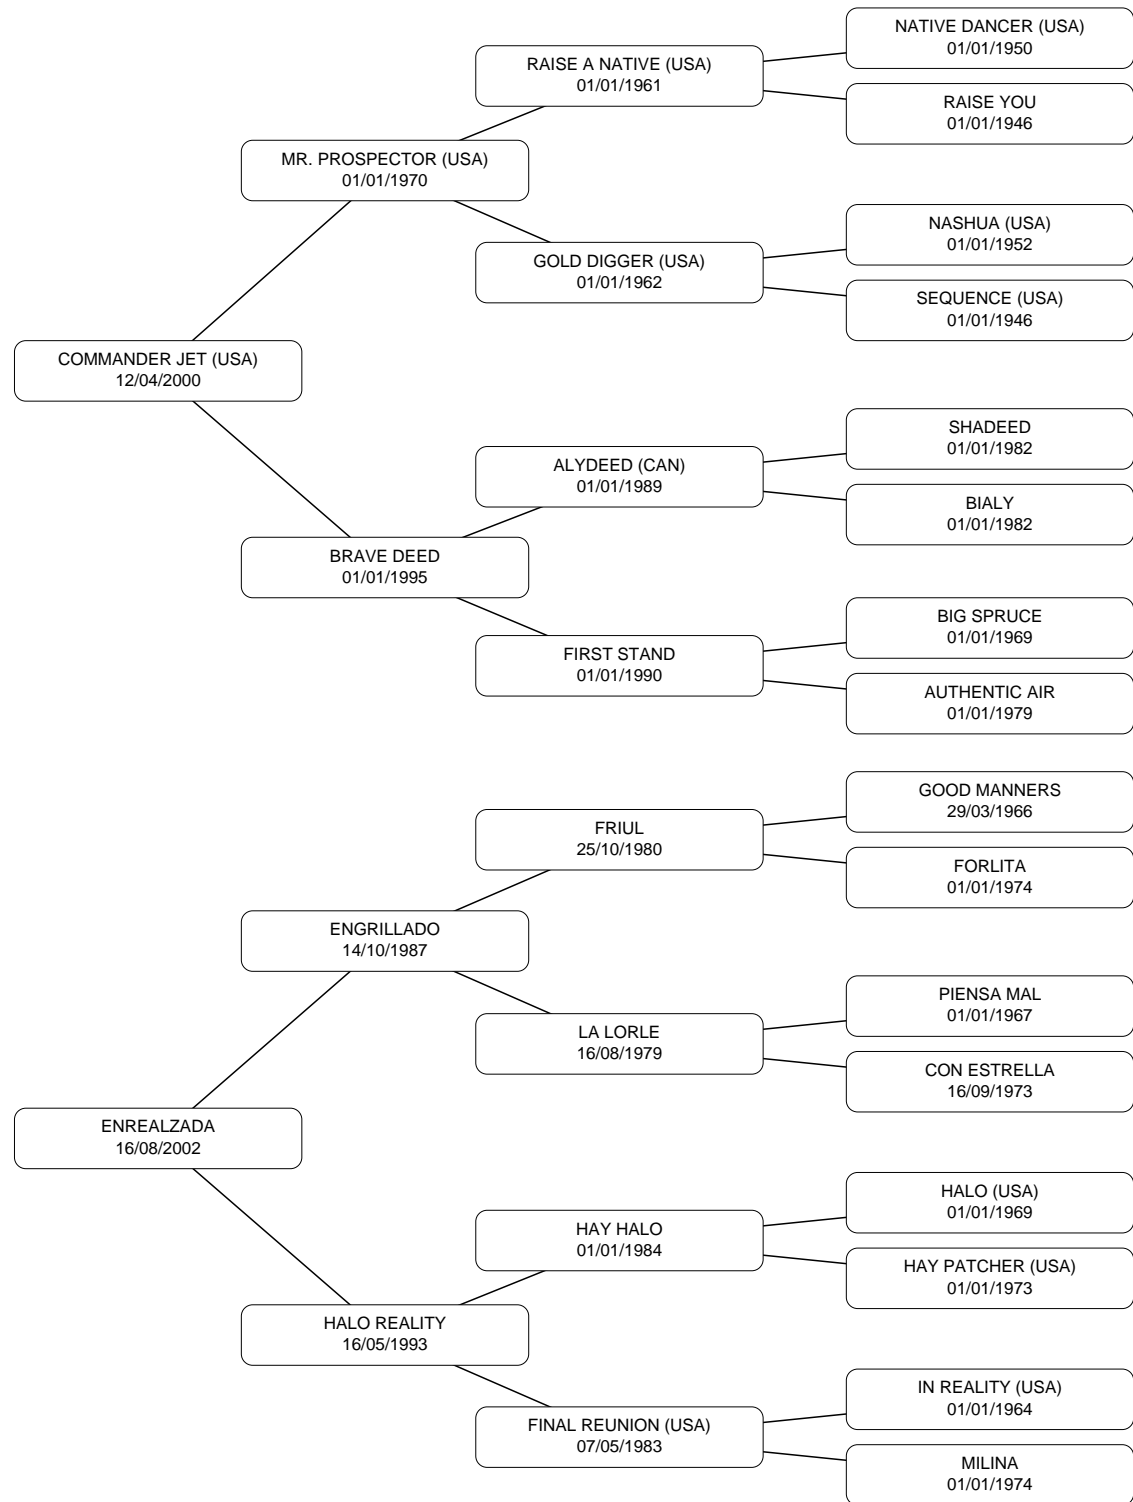 NATIVE DANCER (USA)
01/01/1950
RAISE A NATIVE (USA)
01/01/1961
RAISE YOU
01/01/1946
MR. PROSPECTOR (USA)
01/01/1970
NASHUA (USA)
01/01/1952
GOLD DIGGER (USA)
01/01/1962
SEQUENCE (USA)
01/01/1946
COMMANDER JET (USA)
12/04/2000
SHADEED
01/01/1982
ALYDEED (CAN)
01/01/1989
BIALY
01/01/1982
BRAVE DEED
01/01/1995
BIG SPRUCE
01/01/1969
FIRST STAND
01/01/1990
AUTHENTIC AIR
01/01/1979
GOOD MANNERS
29/03/1966
FRIUL
25/10/1980
FORLITA
01/01/1974
ENGRILLADO
14/10/1987
PIENSA MAL
01/01/1967
LA LORLE
16/08/1979
CON ESTRELLA
16/09/1973
ENREALZADA
16/08/2002
HALO (USA)
01/01/1969
HAY HALO
01/01/1984
HAY PATCHER (USA)
01/01/1973
HALO REALITY
16/05/1993
IN REALITY (USA)
01/01/1964
FINAL REUNION (USA)
07/05/1983
MILINA
01/01/1974